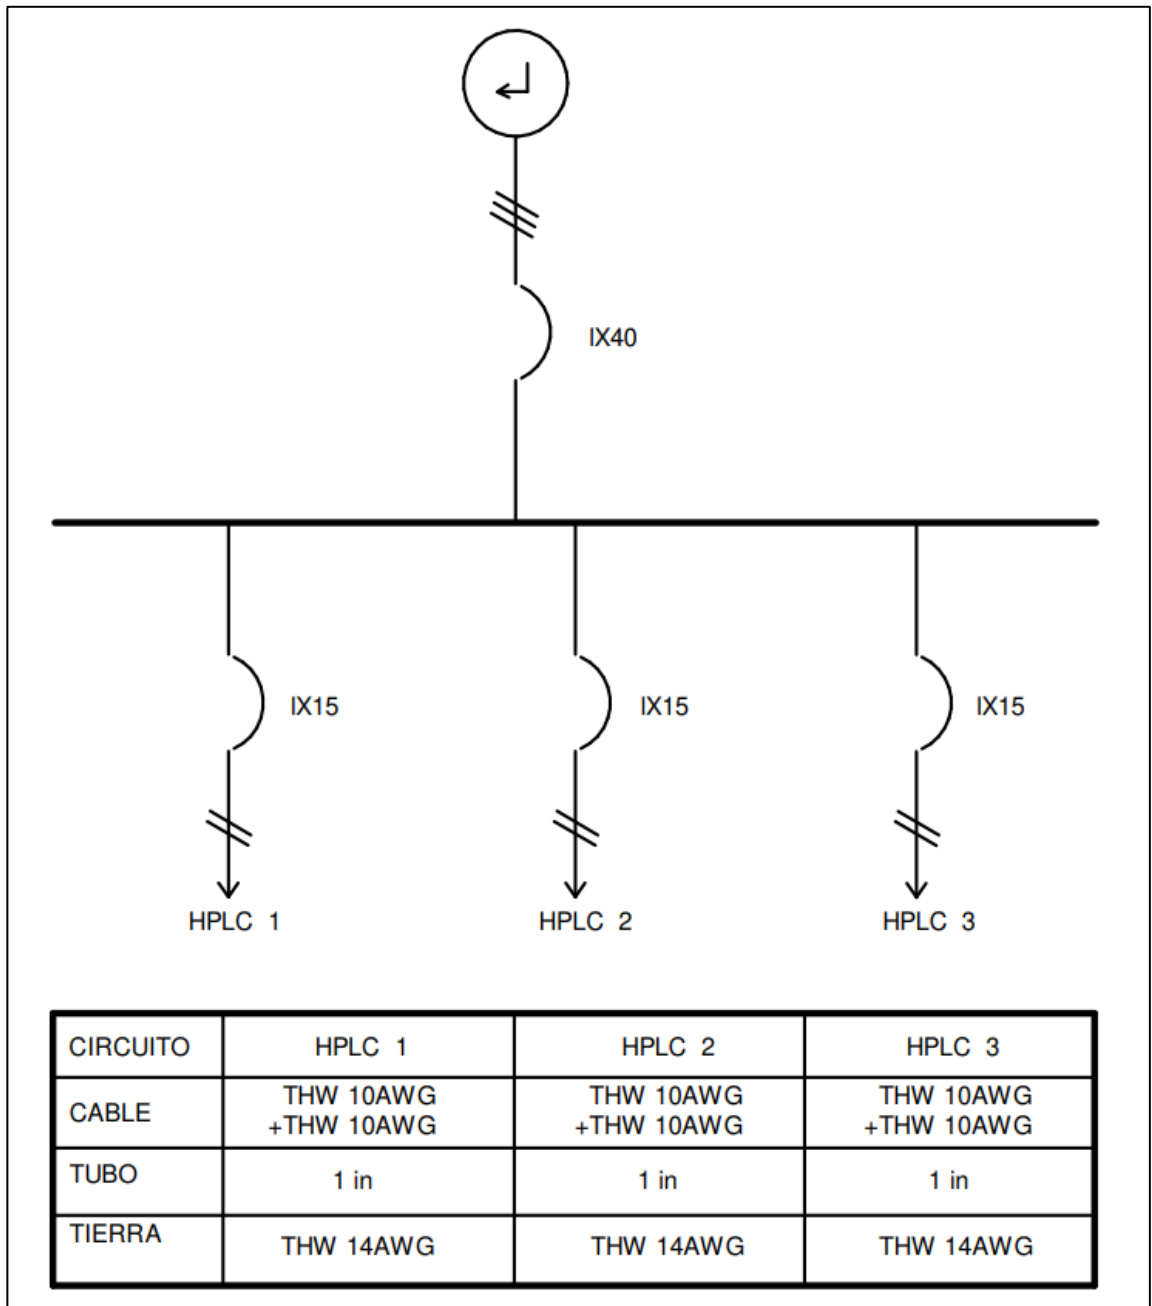 IX40
IX15 IX15 IX15
HPLC 1 HPLC 2 HPLC 3
CIRCUITO HPLC 1 HPLC 2 HPLC 3
CABLE THW 10AWG THW 10AWG THW 10AWG
+THW 10AWG +THW 10AWG +THW 10AWG
TUBO 1 in 1 in 1 in
TIERRA THW 14AWG THW 14AWG THW 14AWG